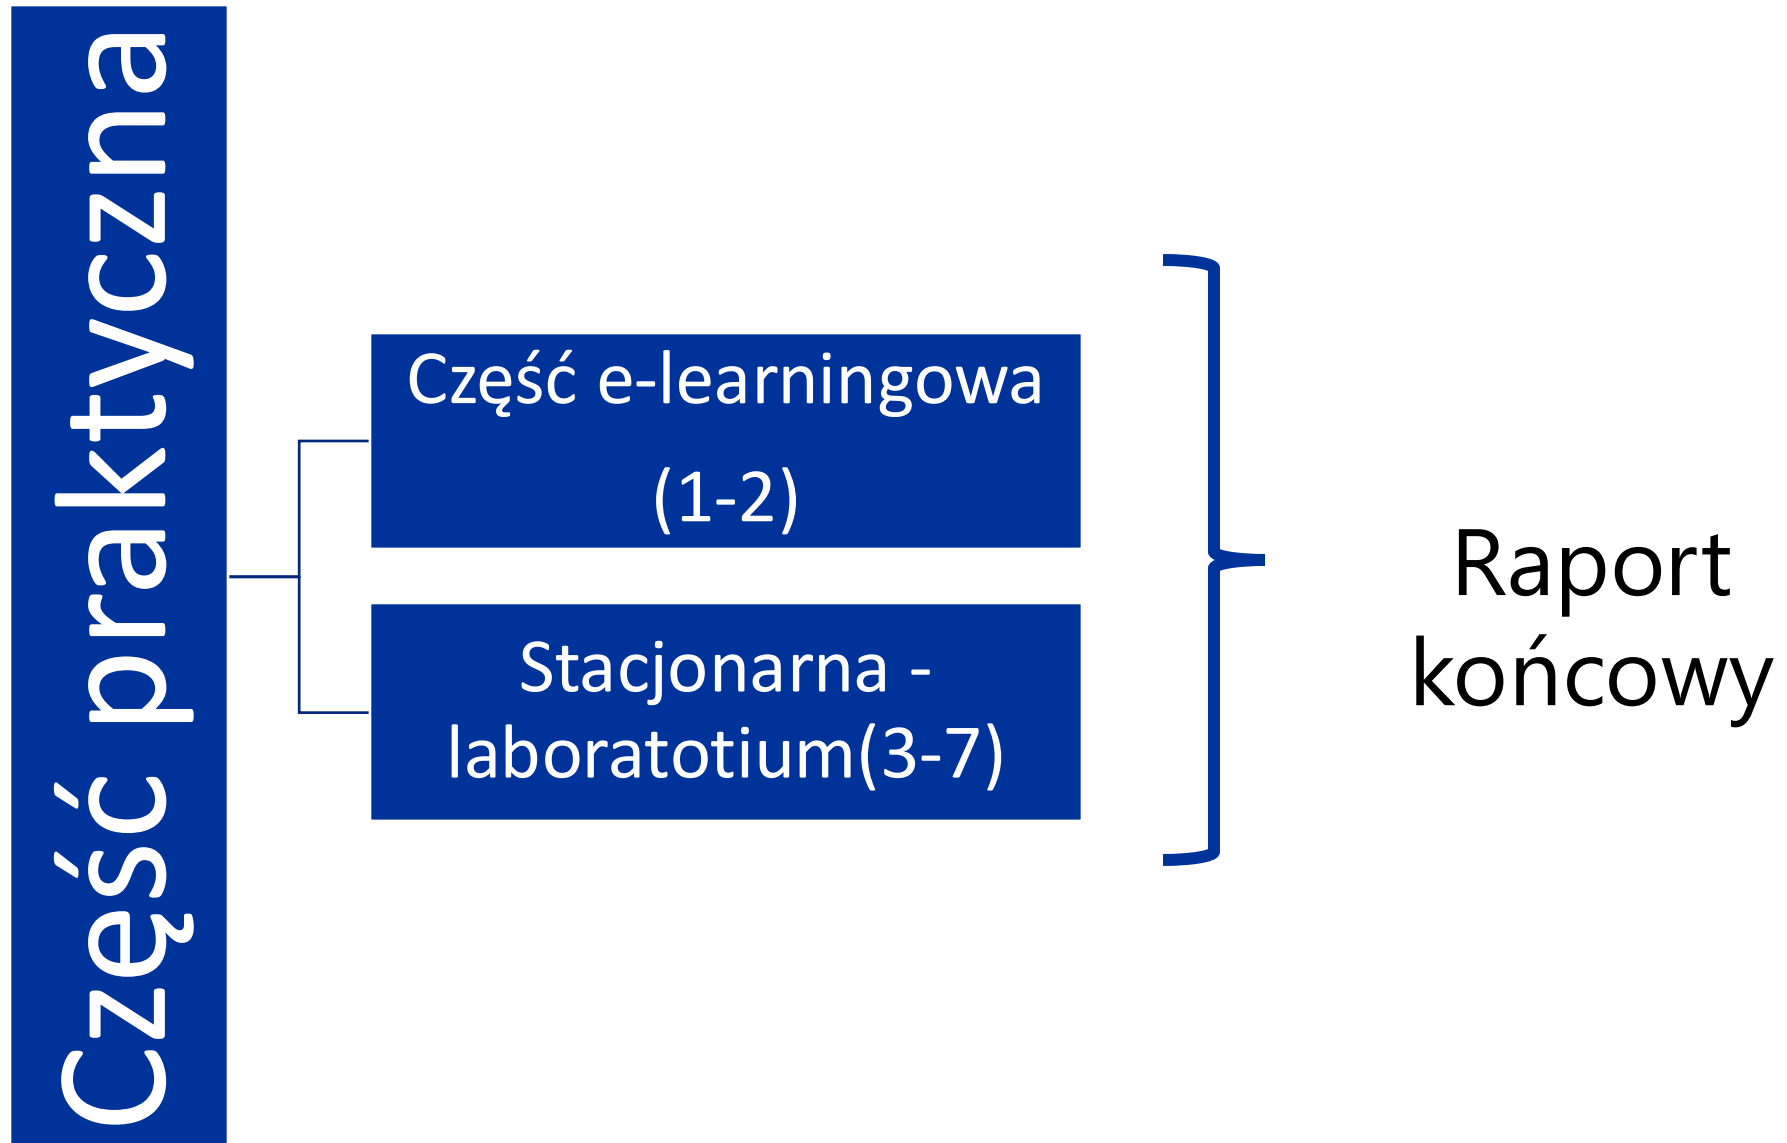 Część praktyczna
Część e-learningowa
(1-2)
Stacjonarna -
laboratotium(3-7)
Raport
końcowy